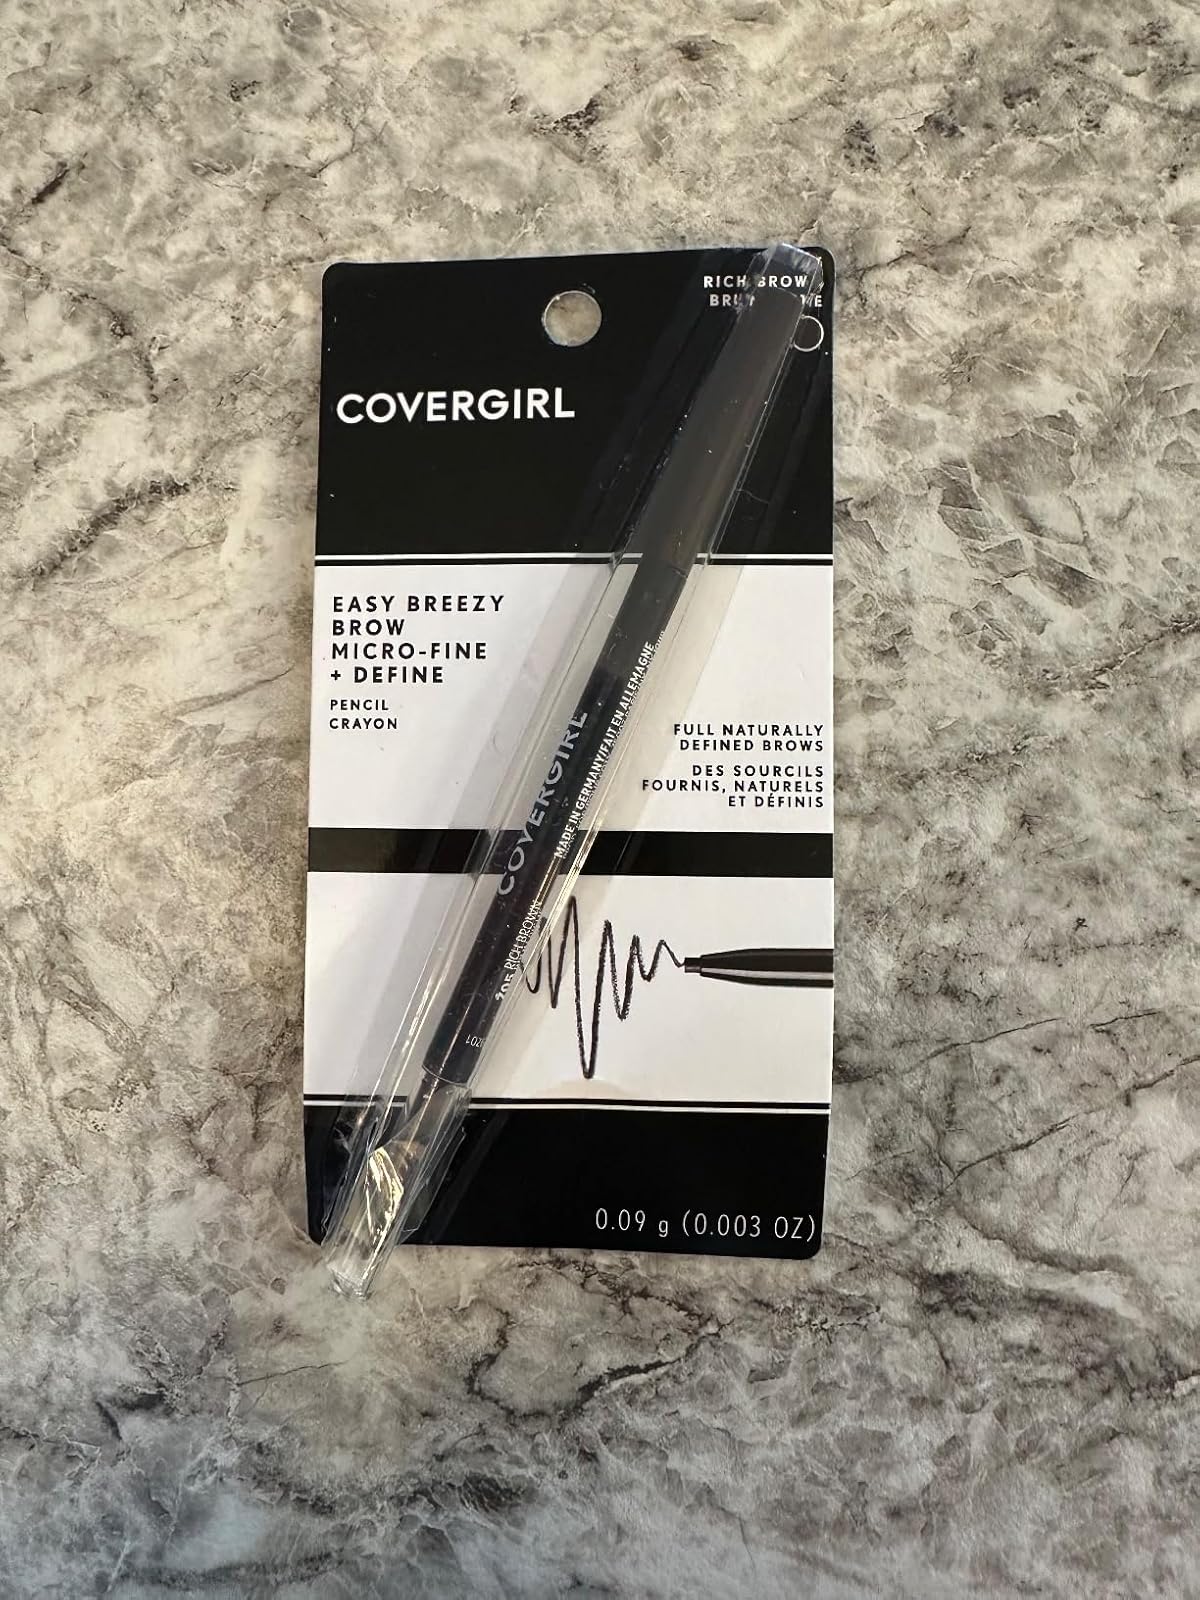 RICH BROWN
COVERGIRL
EASY BREEZY
BROW
MICRO-FINE
+ DEFINE
PENCIL
CRAYON
FULL NATURALLY
DEFINED BROWS
DES SOURCILS
FOURNIS, NATURELS
ET DÉFINIS
COVERGIRL
MADE IN GERMANY/FAIT EN ALLEMAGNE
RICH BROWN
0.09 g (0.003 OZ)